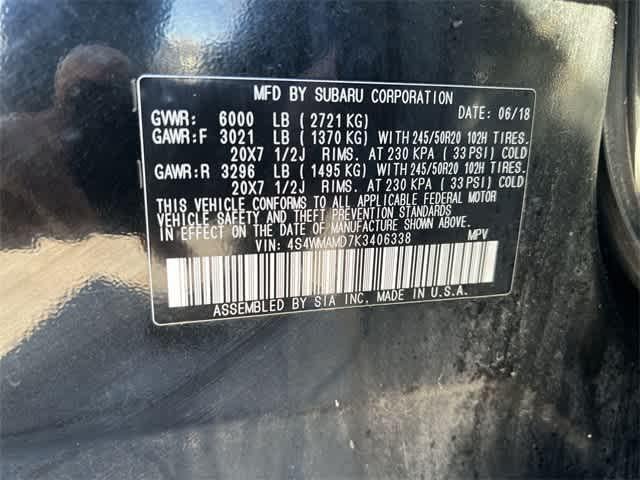 MFD BY SUBARU CORPORATION
GVWR: 6000 LB ( 2721 KG) DATE: 06/18
GAWR:F 3021 LB ( 1370 KG) WITH 245/50R20 102H TIRES.
20X7 1/2J RIMS. AT 230 KPA ( 33 PSI) COLD
GAWR:R 3296 LB ( 1495 KG) WITH 245/50R20 102H TIRES.
20X7 1/2J RIMS. AT 230 KPA ( 33 PSI) COLD
THIS VEHICLE CONFORMS TO ALL APPLICABLE FEDERAL MOTOR
VEHICLE SAFETY AND THEFT PREVENTION STANDARDS
IN EFFECT ON THE DATE OF MANUFACTURE SHOWN ABOVE.
VIN: 4S4WMAMD7K3406338 MPV
ASSEMBLED BY SIA INC. MADE IN U.S.A.